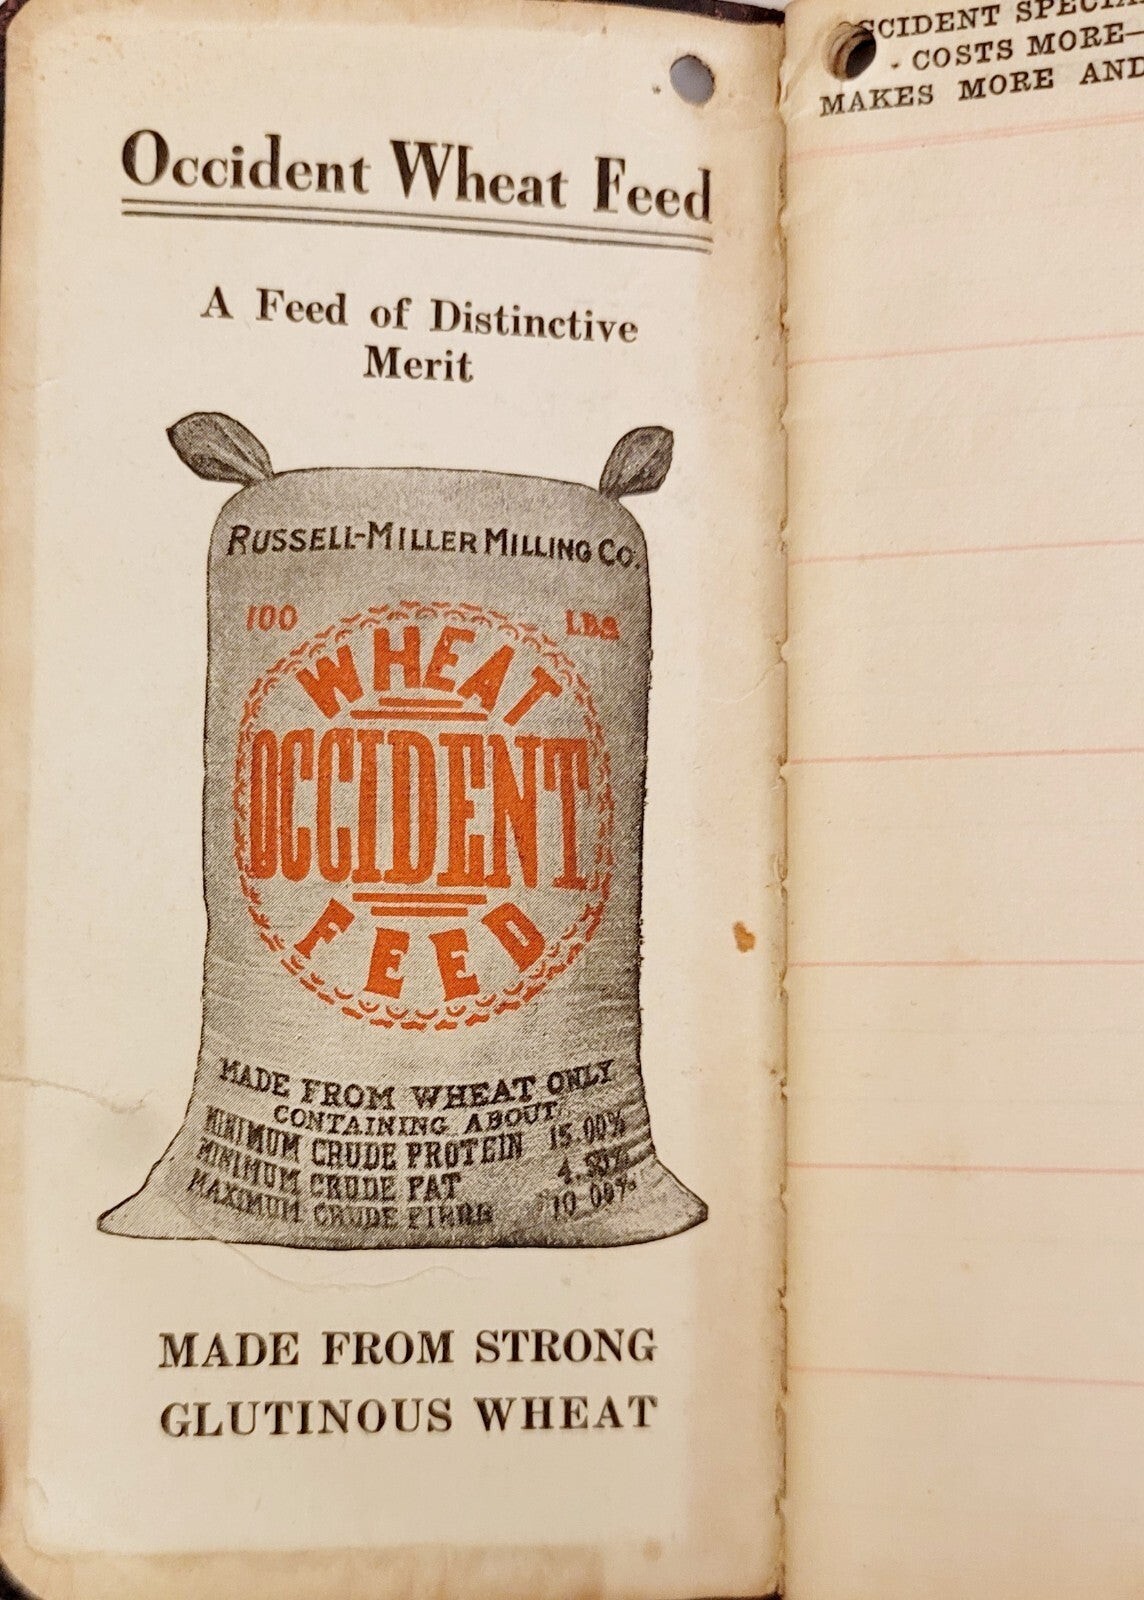 Occident Wheat Feed
A Feed of Distinctive
Merit
RUSSELL-MILLER MILLING CO.
100 LBS
WHEAT
OCCIDENT
FEED
MADE FROM WHEAT ONLY
CONTAINING ABOUT
MINIMUM CRUDE PROTEIN 15.00%
MINIMUM CRUDE FAT 4.50%
MAXIMUM CRUDE FIBRE 10.00%
MADE FROM STRONG
GLUTINOUS WHEAT
COSTS MORE—
MAKES MORE AND